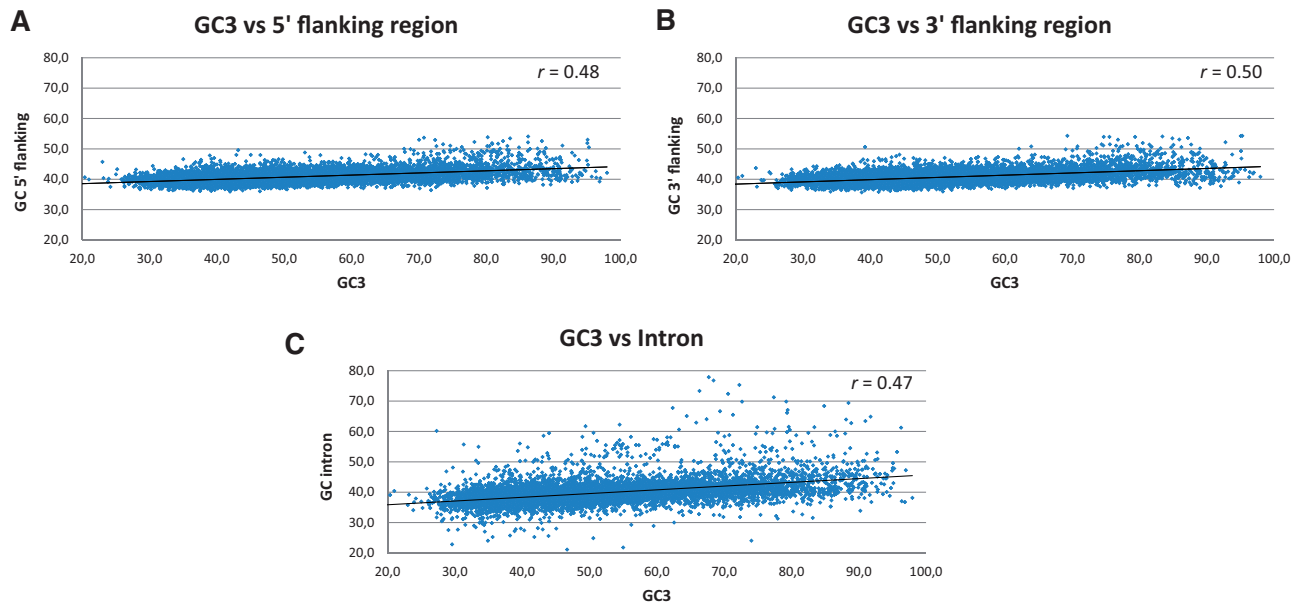 A
GC3 vs 5' flanking region
80,0
70,0
60,0
50,0
40,0
30,0
20,0
GC 5' flanking
r = 0.48
20,0 30,0 40,0 50,0 60,0 70,0 80,0 90,0 100,0
GC3
B
GC3 vs 3' flanking region
80,0
70,0
60,0
50,0
40,0
30,0
20,0
GC 3' flanking
r = 0.50
20,0 30,0 40,0 50,0 60,0 70,0 80,0 90,0 100,0
GC3
C
GC3 vs Intron
80,0
70,0
60,0
50,0
40,0
30,0
20,0
GC intron
r = 0.47
20,0 30,0 40,0 50,0 60,0 70,0 80,0 90,0 100,0
GC3